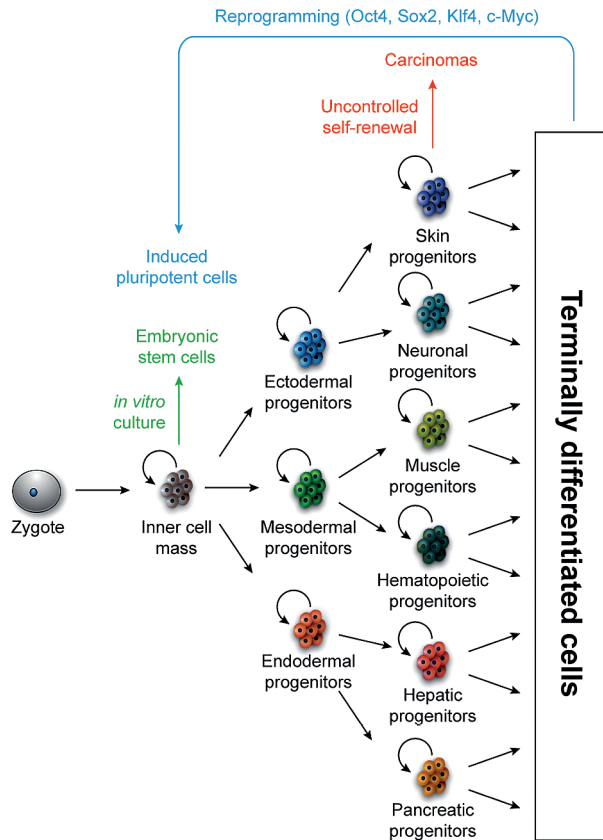 Reprogramming (Oct4, Sox2, Klf4, c-Myc)
Carcinomas
Uncontrolled
self-renewal
Skin
progenitors
Induced
pluripotent cells
Embryonic
stem cells
in vitro
culture
Ectodermal
progenitors
Neuronal
progenitors
Muscle
progenitors
Zygote
Inner cell
mass
Mesodermal
progenitors
Hematopoietic
progenitors
Endodermal
progenitors
Hepatic
progenitors
Pancreatic
progenitors
Terminally differentiated cells